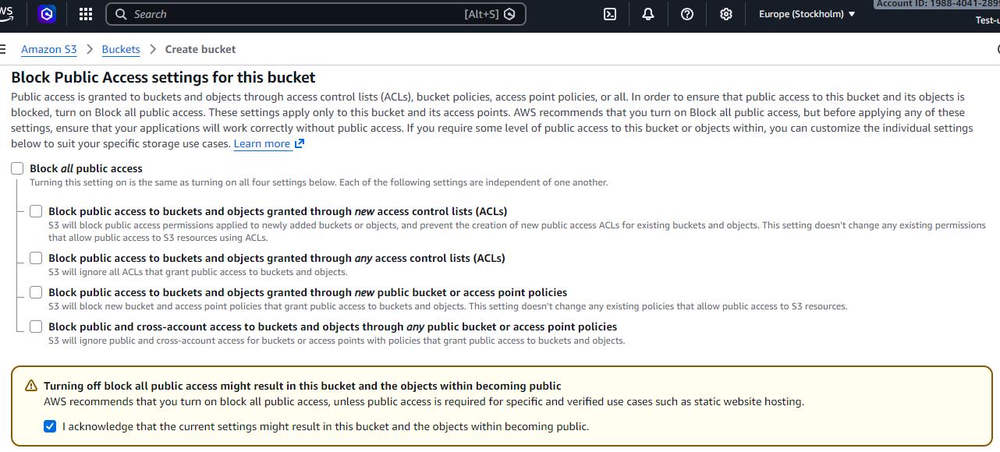 Search [Alt+S] Europe (Stockholm) Account ID: 1988-4041-289
Test-u
Amazon S3 > Buckets > Create bucket
Block Public Access settings for this bucket
Public access is granted to buckets and objects through access control lists (ACLs), bucket policies, access point policies, or all. In order to ensure that public access to this bucket and its objects is
blocked, turn on Block all public access. These settings apply only to this bucket and its access points. AWS recommends that you turn on Block all public access, but before applying any of these
settings, ensure that your applications will work correctly without public access. If you require some level of public access to this bucket or objects within, you can customize the individual settings
below to suit your specific storage use cases. Learn more
Block all public access
Turning this setting on is the same as turning on all four settings below. Each of the following settings are independent of one another.
Block public access to buckets and objects granted through new access control lists (ACLs)
S3 will block public access permissions applied to newly added buckets or objects, and prevent the creation of new public access ACLs for existing buckets and objects. This setting doesn't change any existing permissions
that allow public access to S3 resources using ACLs.
Block public access to buckets and objects granted through any access control lists (ACLs)
S3 will ignore all ACLs that grant public access to buckets and objects.
Block public access to buckets and objects granted through new public bucket or access point policies
S3 will block new bucket and access point policies that grant public access to buckets and objects. This setting doesn't change any existing policies that allow public access to S3 resources.
Block public and cross-account access to buckets and objects through any public bucket or access point policies
S3 will ignore public and cross-account access for buckets or access points with policies that grant public access to buckets and objects.
Turning off block all public access might result in this bucket and the objects within becoming public
AWS recommends that you turn on block all public access, unless public access is required for specific and verified use cases such as static website hosting.
I acknowledge that the current settings might result in this bucket and the objects within becoming public.